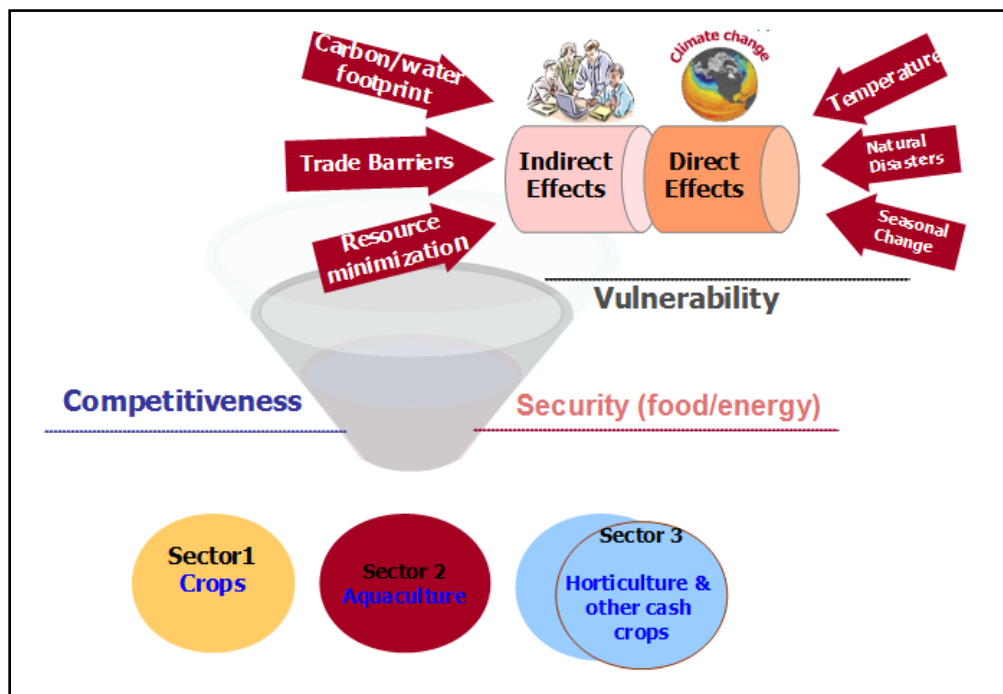 Carbon/water
footprint
Trade Barriers
Resource
minimization
Climate change
Indirect
Effects
Direct
Effects
Temperature
Natural
Disasters
Seasonal
Change
Vulnerability
Competitiveness
Security (food/energy)
Sector1
Crops
Sector 2
Aquaculture
Sector 3
Horticulture &
other cash
crops